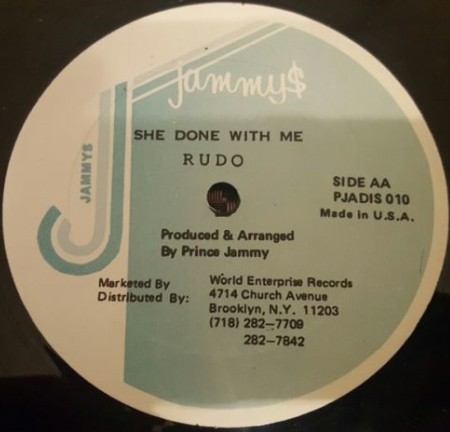 jammy$
JAMMYS
SHE DONE WITH ME
RUDO
SIDE AA
PJADIS 010
Made in U.S.A.
Produced & Arranged
By Prince Jammy
Marketed By
Distributed By:
World Enterprise Records
4714 Church Avenue
Brooklyn, N.Y. 11203
(718) 282-7709
282-7842